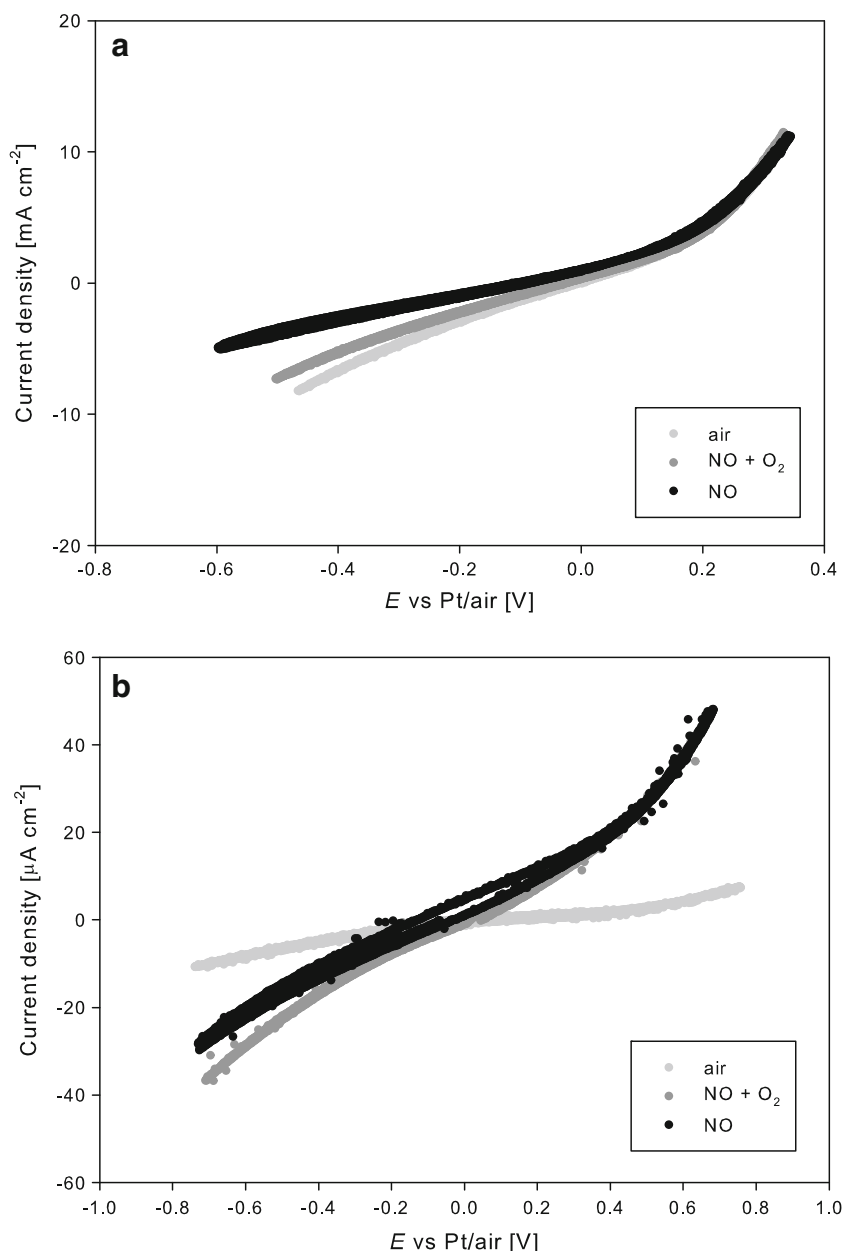 a
20
10
0
-10
-20
Current density [mA cm⁻²]
air
NO + O₂
NO
-0.8 -0.6 -0.4 -0.2 0.0 0.2 0.4
E vs Pt/air [V]
b
60
40
20
0
-20
-40
-60
Current density [µA cm⁻²]
air
NO + O₂
NO
-1.0 -0.8 -0.6 -0.4 -0.2 0.0 0.2 0.4 0.6 0.8 1.0
E vs Pt/air [V]